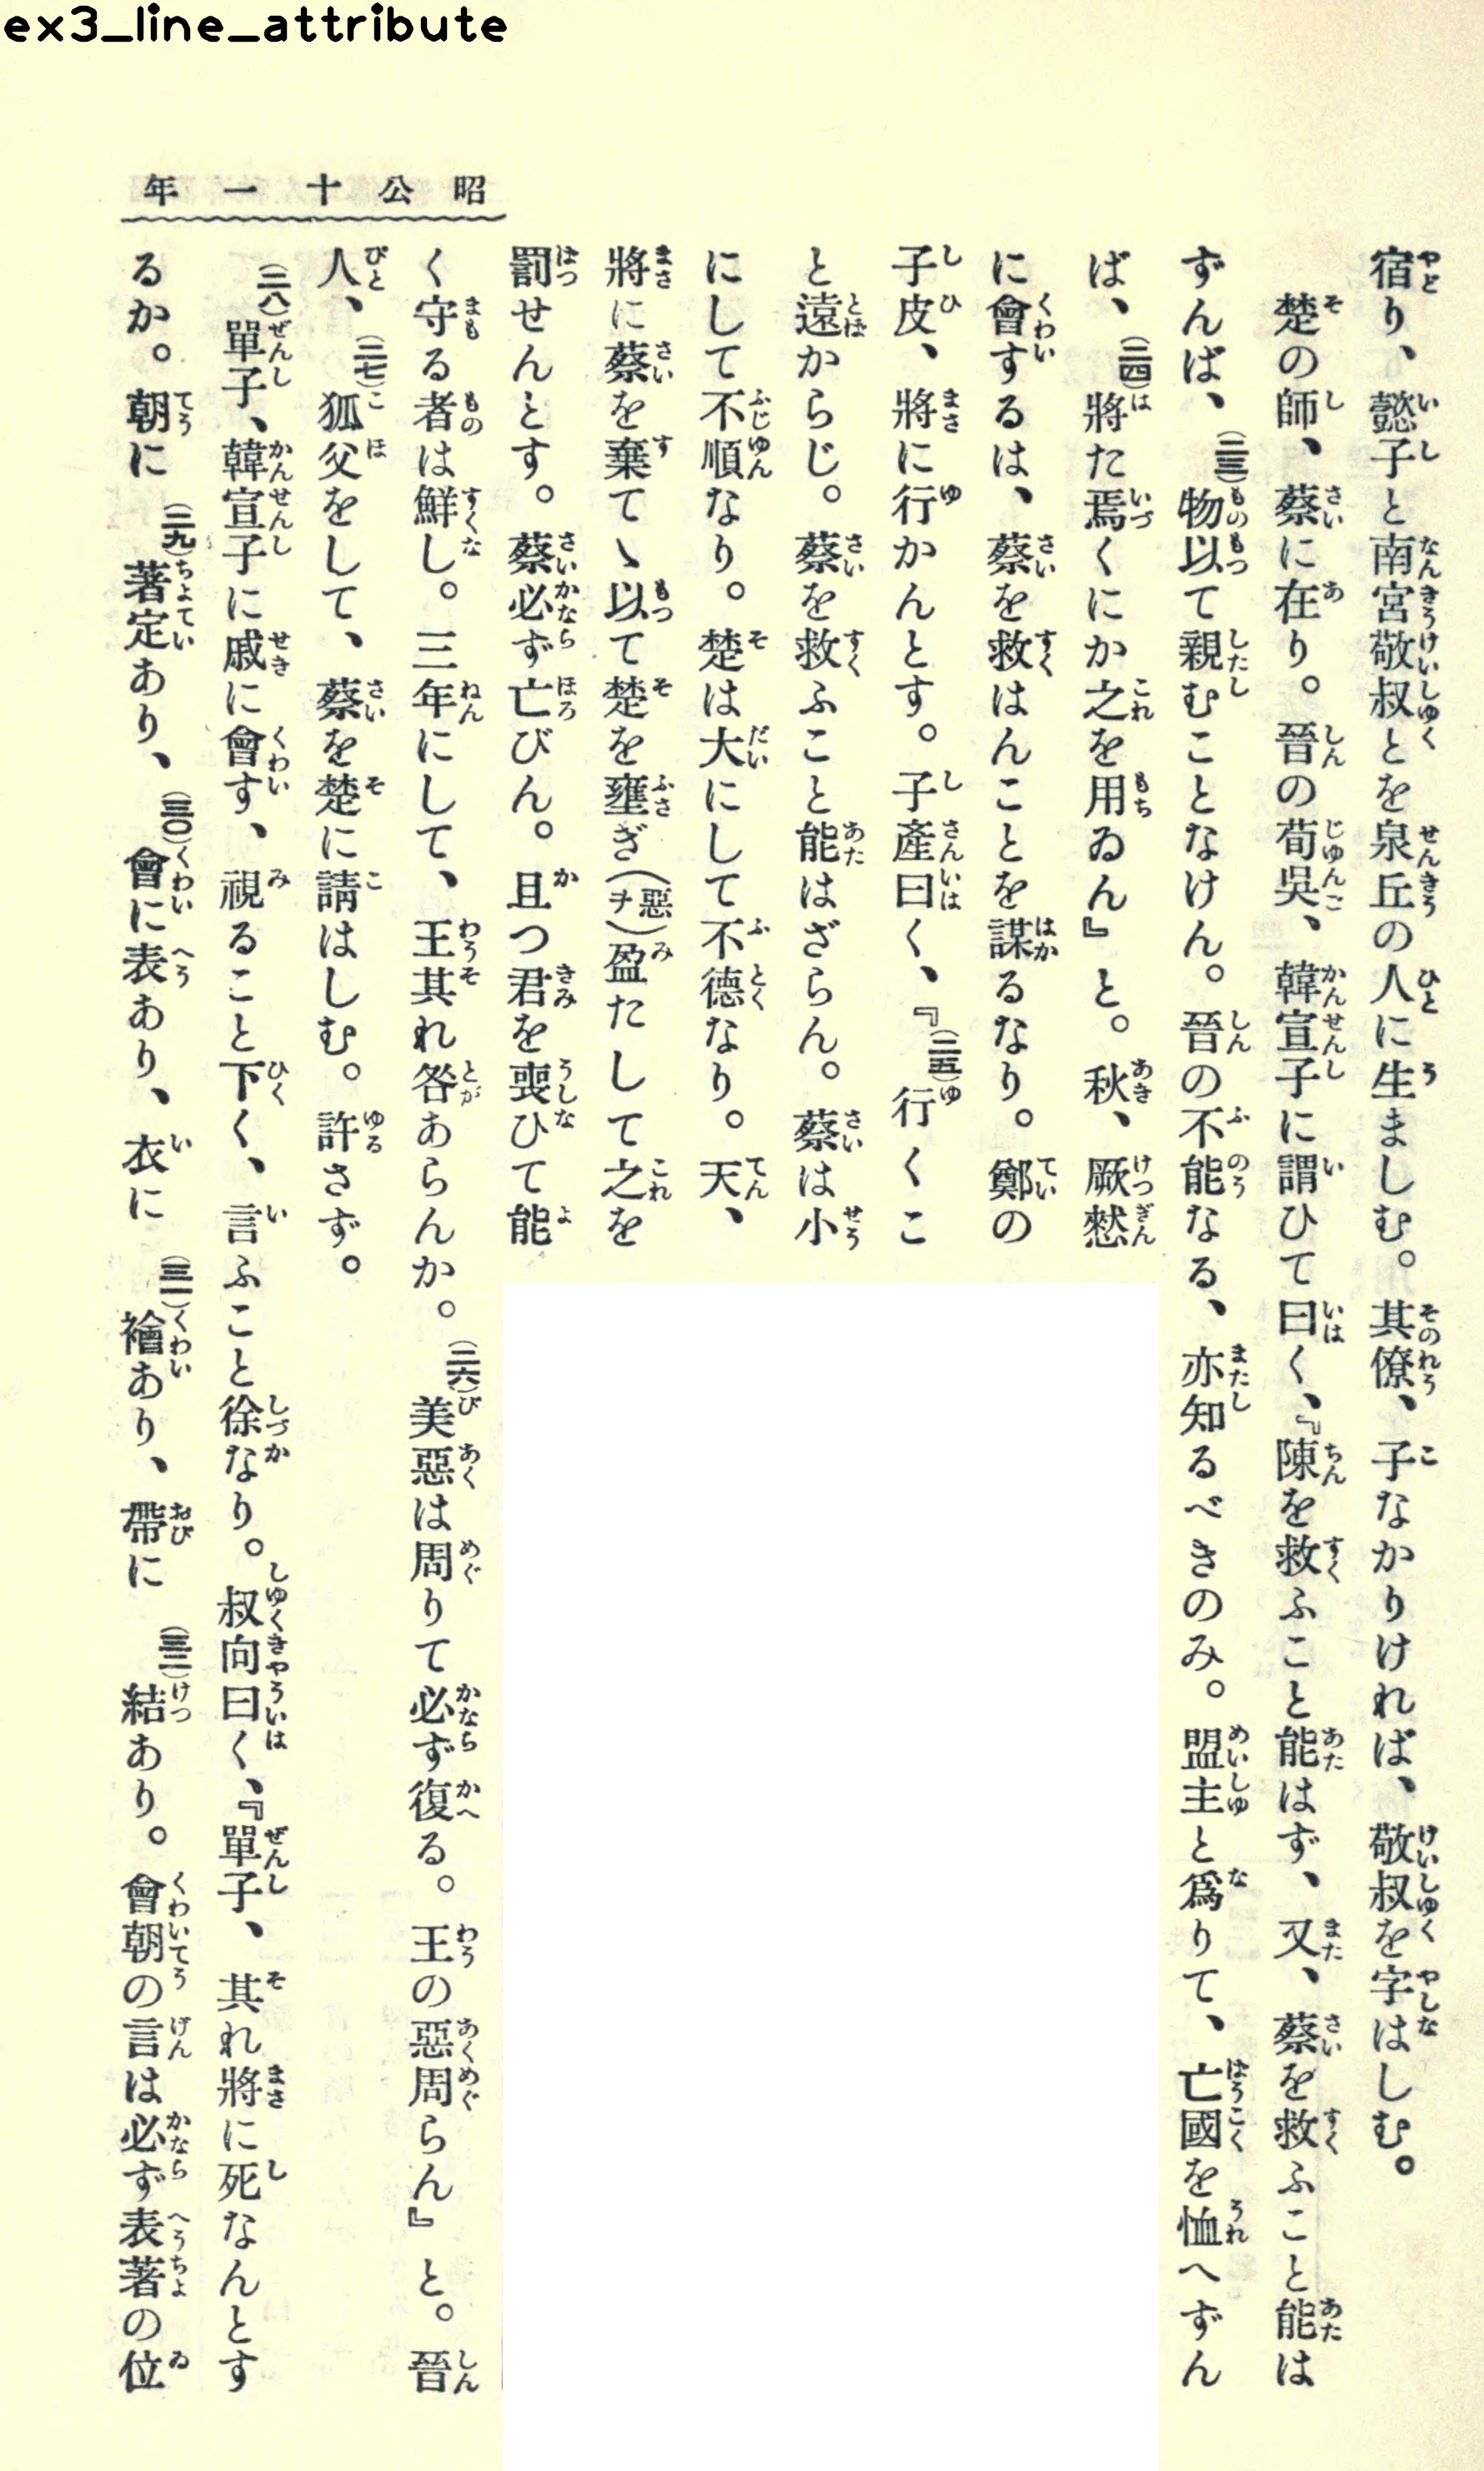 ex3_line_attribute
昭公十一年
宿り、懿子と南宮敬叔とを泉丘の人に生ましむ。其僚、子なかりければ、敬叔を字はしむ。
楚の師、蔡に在り。晉の荀吳、韓宣子に謂ひて曰く、『陳を救ふこと能はず、又、蔡を救ふこと能は
ずんば、(二三)物以て親むことなけん。晉の不能なる、亦知るべきのみ。盟主と爲りて、亡國を恤へずん
ば、(二四)將た焉くにか之を用ゐん』と。秋、厥憖
に會するは、蔡を救はんことを謀るなり。鄭の
子皮、將に行かんとす。子產曰く、『(二五)行くこ
と遠からじ。蔡を救ふこと能はざらん。蔡は小
にして不順なり。楚は大にして不德なり。天、
將に蔡を棄てゝ以て楚を壅ぎ(惡ヲ)盈たして之を
罰せんとす。蔡必ず亡びん。且つ君を喪ひて能
く守る者は鮮し。三年にして、王其れ咎あらんか。(二六)美惡は周りて必ず復る。王の惡周らん』と。晉
人、(二七)狐父をして、蔡を楚に請はしむ。許さず。
(二八)單子、韓宣子に戚に會す、視ること下く、言ふこと徐なり。叔向曰く、『單子、其れ將に死なんとす
るか。朝に(二九)著定あり、(三〇)會に表あり、衣に(三一)襘あり、帶に(三二)結あり。會朝の言は必ず表著の位